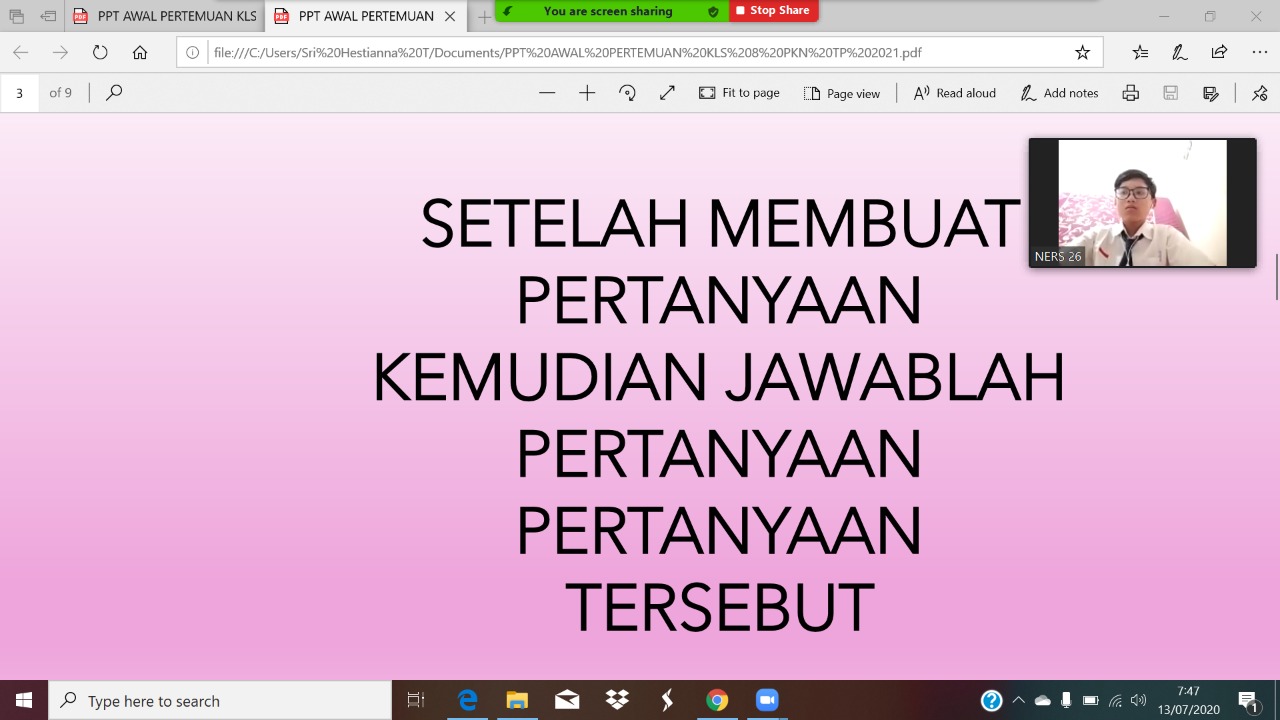 PPT AWAL PERTEMUAN KLS
PPT AWAL PERTEMUAN
You are screen sharing
Stop Share
file:///C:/Users/Sri%20Hestianna%20T/Documents/PPT%20AWAL%20PERTEMUAN%20KLS%208%20PKN%20TP%202021.pdf
3 of 9
Fit to page
Page view
Read aloud
Add notes
SETELAH MEMBUAT
PERTANYAAN
KEMUDIAN JAWABLAH
PERTANYAAN
PERTANYAAN
TERSEBUT
NERS 26
Type here to search
7:47
13/07/2020
1